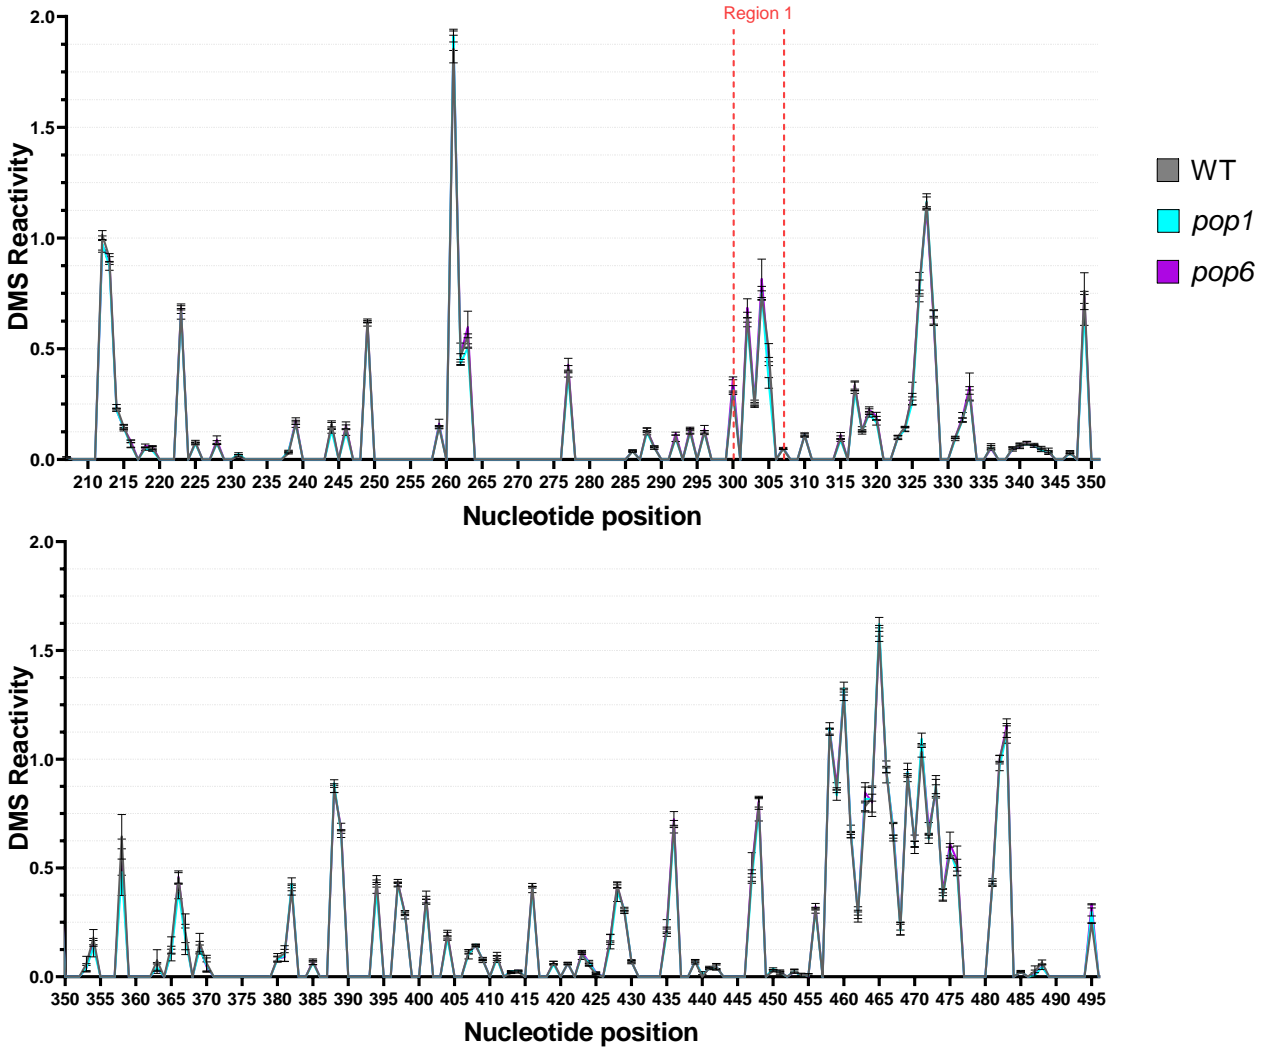 Region 1
DMS Reactivity
2.0
1.5
1.0
0.5
0.0
210 215 220 225 230 235 240 245 250 255 260 265 270 275 280 285 290 295 300 305 310 315 320 325 330 335 340 345 350
Nucleotide position
WT
pop1
pop6
DMS Reactivity
2.0
1.5
1.0
0.5
0.0
350 355 360 365 370 375 380 385 390 395 400 405 410 415 420 425 430 435 440 445 450 455 460 465 470 475 480 485 490 495
Nucleotide position